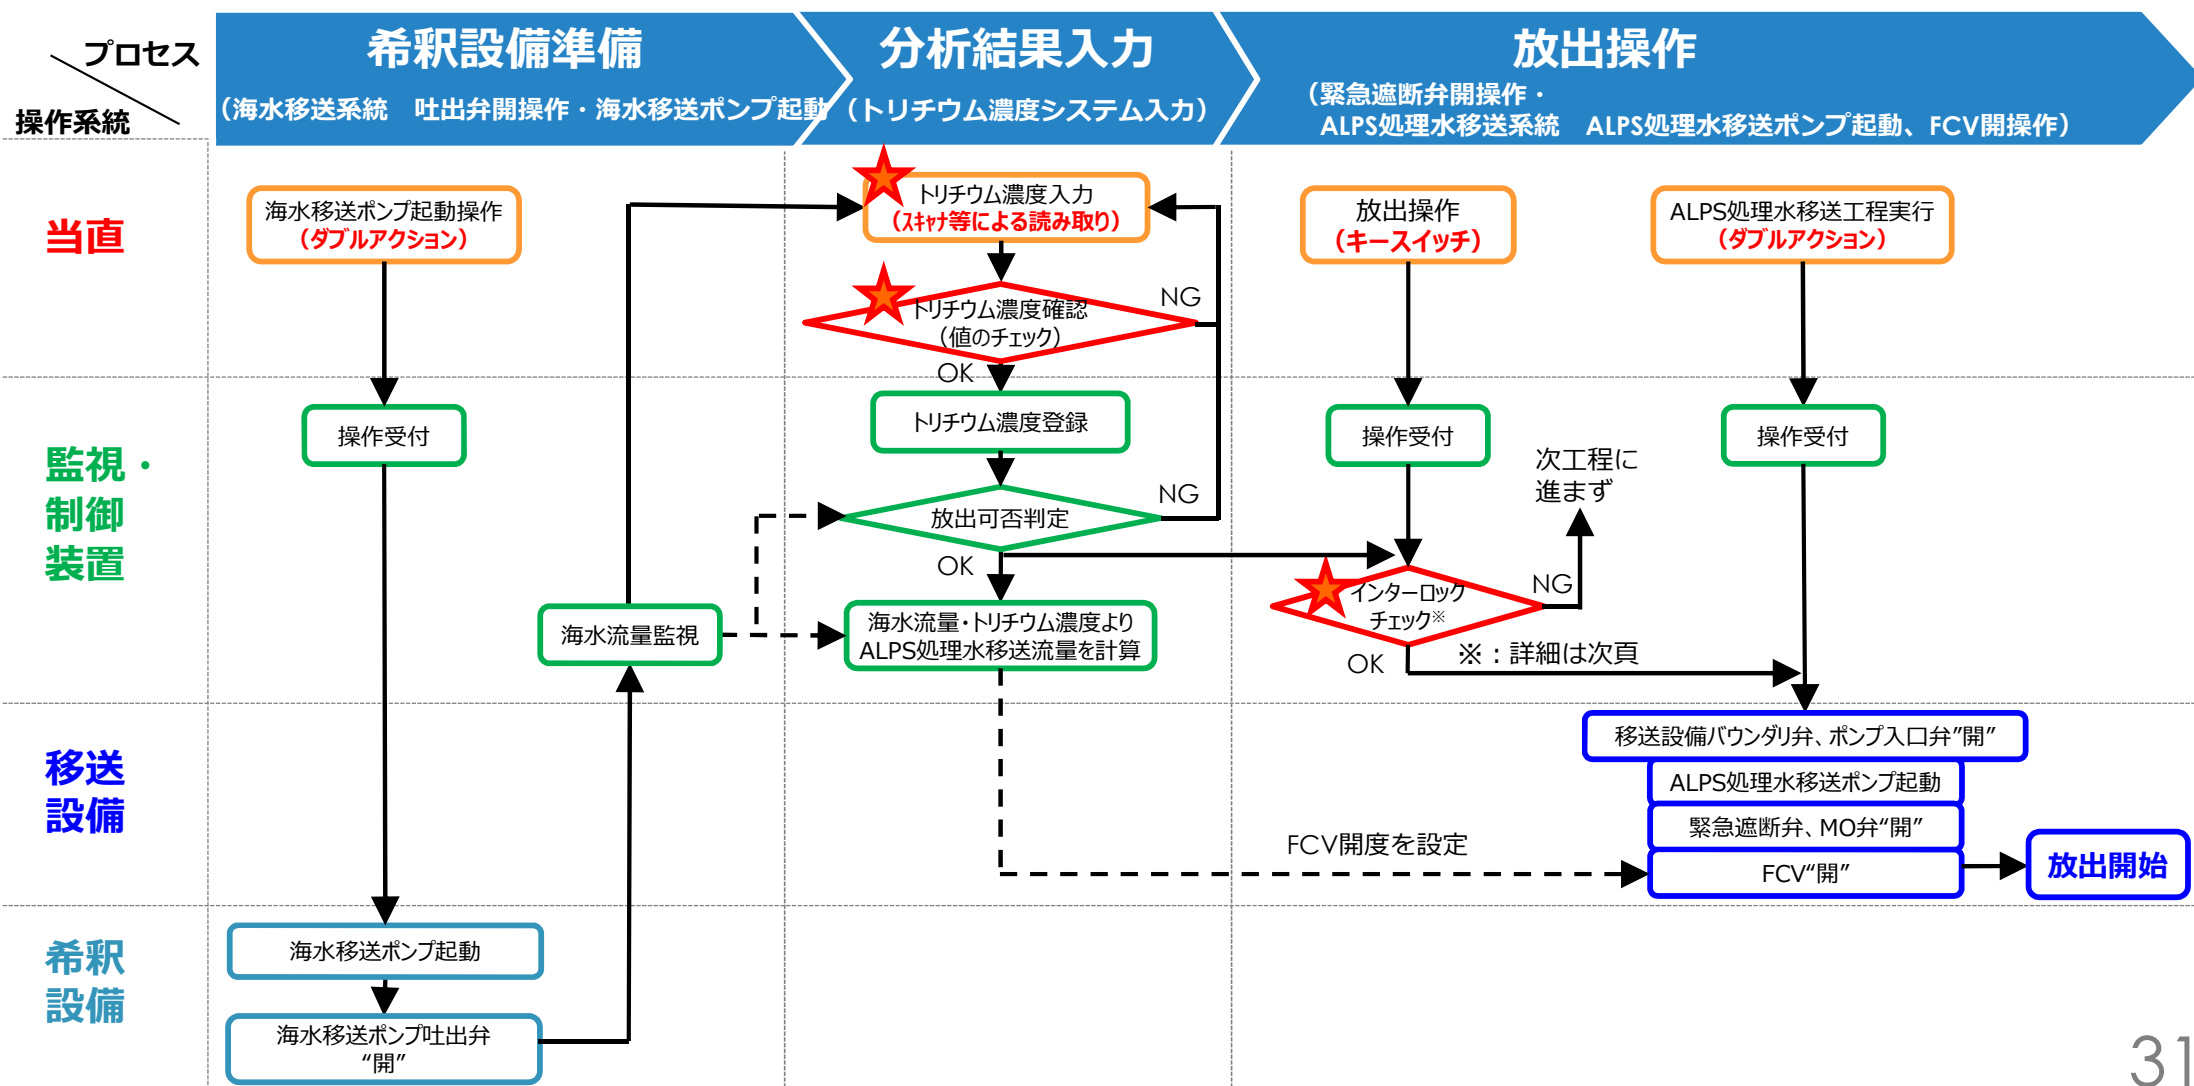 プロセス
操作系統
希釈設備準備
（海水移送系統　吐出弁開操作・海水移送ポンプ起動
分析結果入力
（トリチウム濃度システム入力）
放出操作
（緊急遮断弁開操作・
ALPS処理水移送系統　ALPS処理水移送ポンプ起動、FCV開操作）
当直
海水移送ポンプ起動操作
（ダブルアクション）
トリチウム濃度入力
（スキャナ等による読み取り）
トリチウム濃度確認
（値のチェック）
NG
OK
放出操作
（キースイッチ）
ALPS処理水移送工程実行
（ダブルアクション）
監視・
制御
装置
操作受付
海水流量監視
トリチウム濃度登録
放出可否判定
NG
OK
海水流量・トリチウム濃度より
ALPS処理水移送流量を計算
操作受付
次工程に
進まず
インターロック
チェック※
NG
OK
※：詳細は次頁
操作受付
移送
設備
FCV開度を設定
移送設備バウンダリ弁、ポンプ入口弁”開”
ALPS処理水移送ポンプ起動
緊急遮断弁、MO弁“開”
FCV“開”
放出開始
希釈
設備
海水移送ポンプ起動
海水移送ポンプ吐出弁
“開”
31